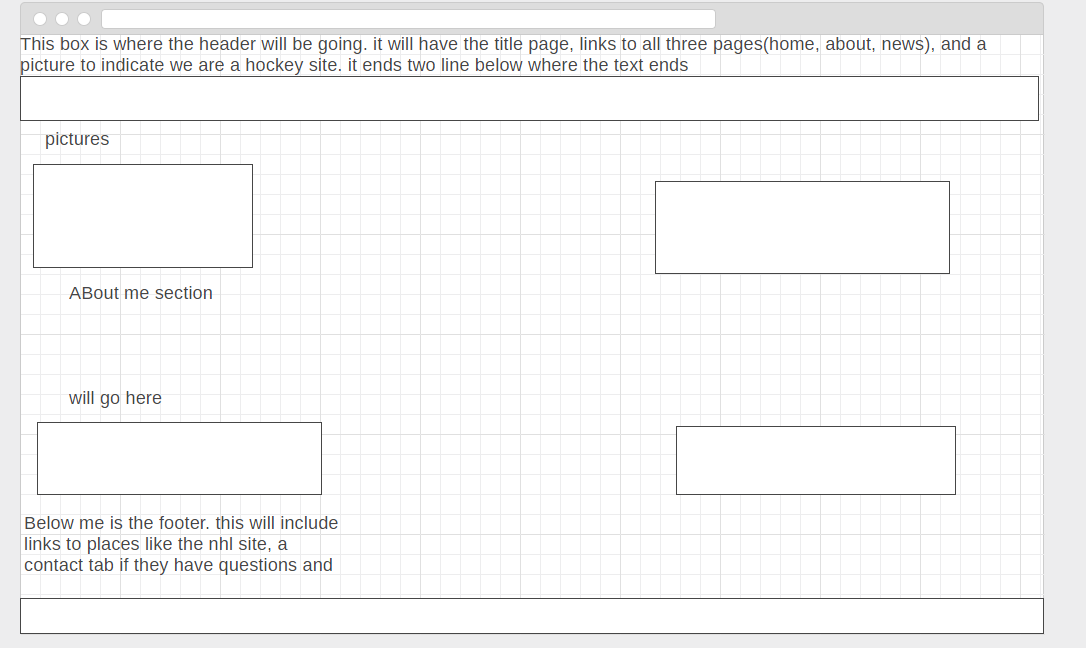 This box is where the header will be going. it will have the title page, links to all three pages(home, about, news), and a
picture to indicate we are a hockey site. it ends two line below where the text ends
pictures
ABout me section
will go here
Below me is the footer. this will include
links to places like the nhl site, a
contact tab if they have questions and